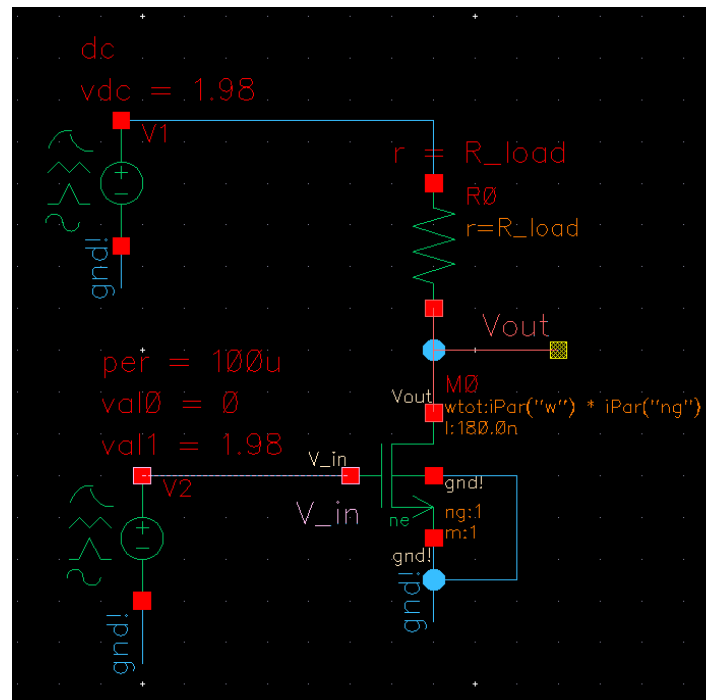 dc
vdc = 1.98
V1
gnd!
r = R_load
R0
r=R_load
Vout
Vout
M0
wtot:iPar("w") * iPar("ng")
l:180.0n
per = 100u
val0 = 0
val1 = 1.98
V2
V_in
V_in
gnd!
ne
ng:1
m:1
gnd!
gnd!
gnd!